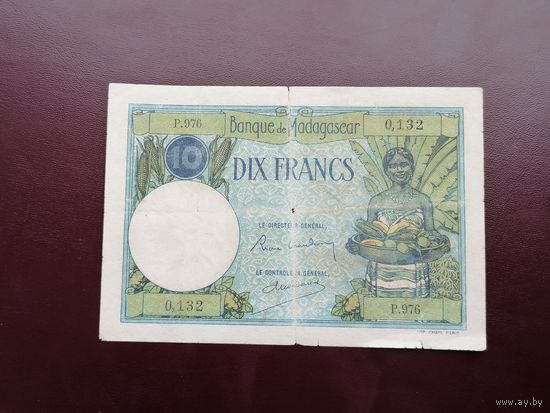 P.976 Banque de Madagascar 0,132
10 DIX FRANCS
LE DIRECTEUR GÉNÉRAL,
LE CONTRÔLEUR GÉNÉRAL,
0,132 P.976
www.ay.by